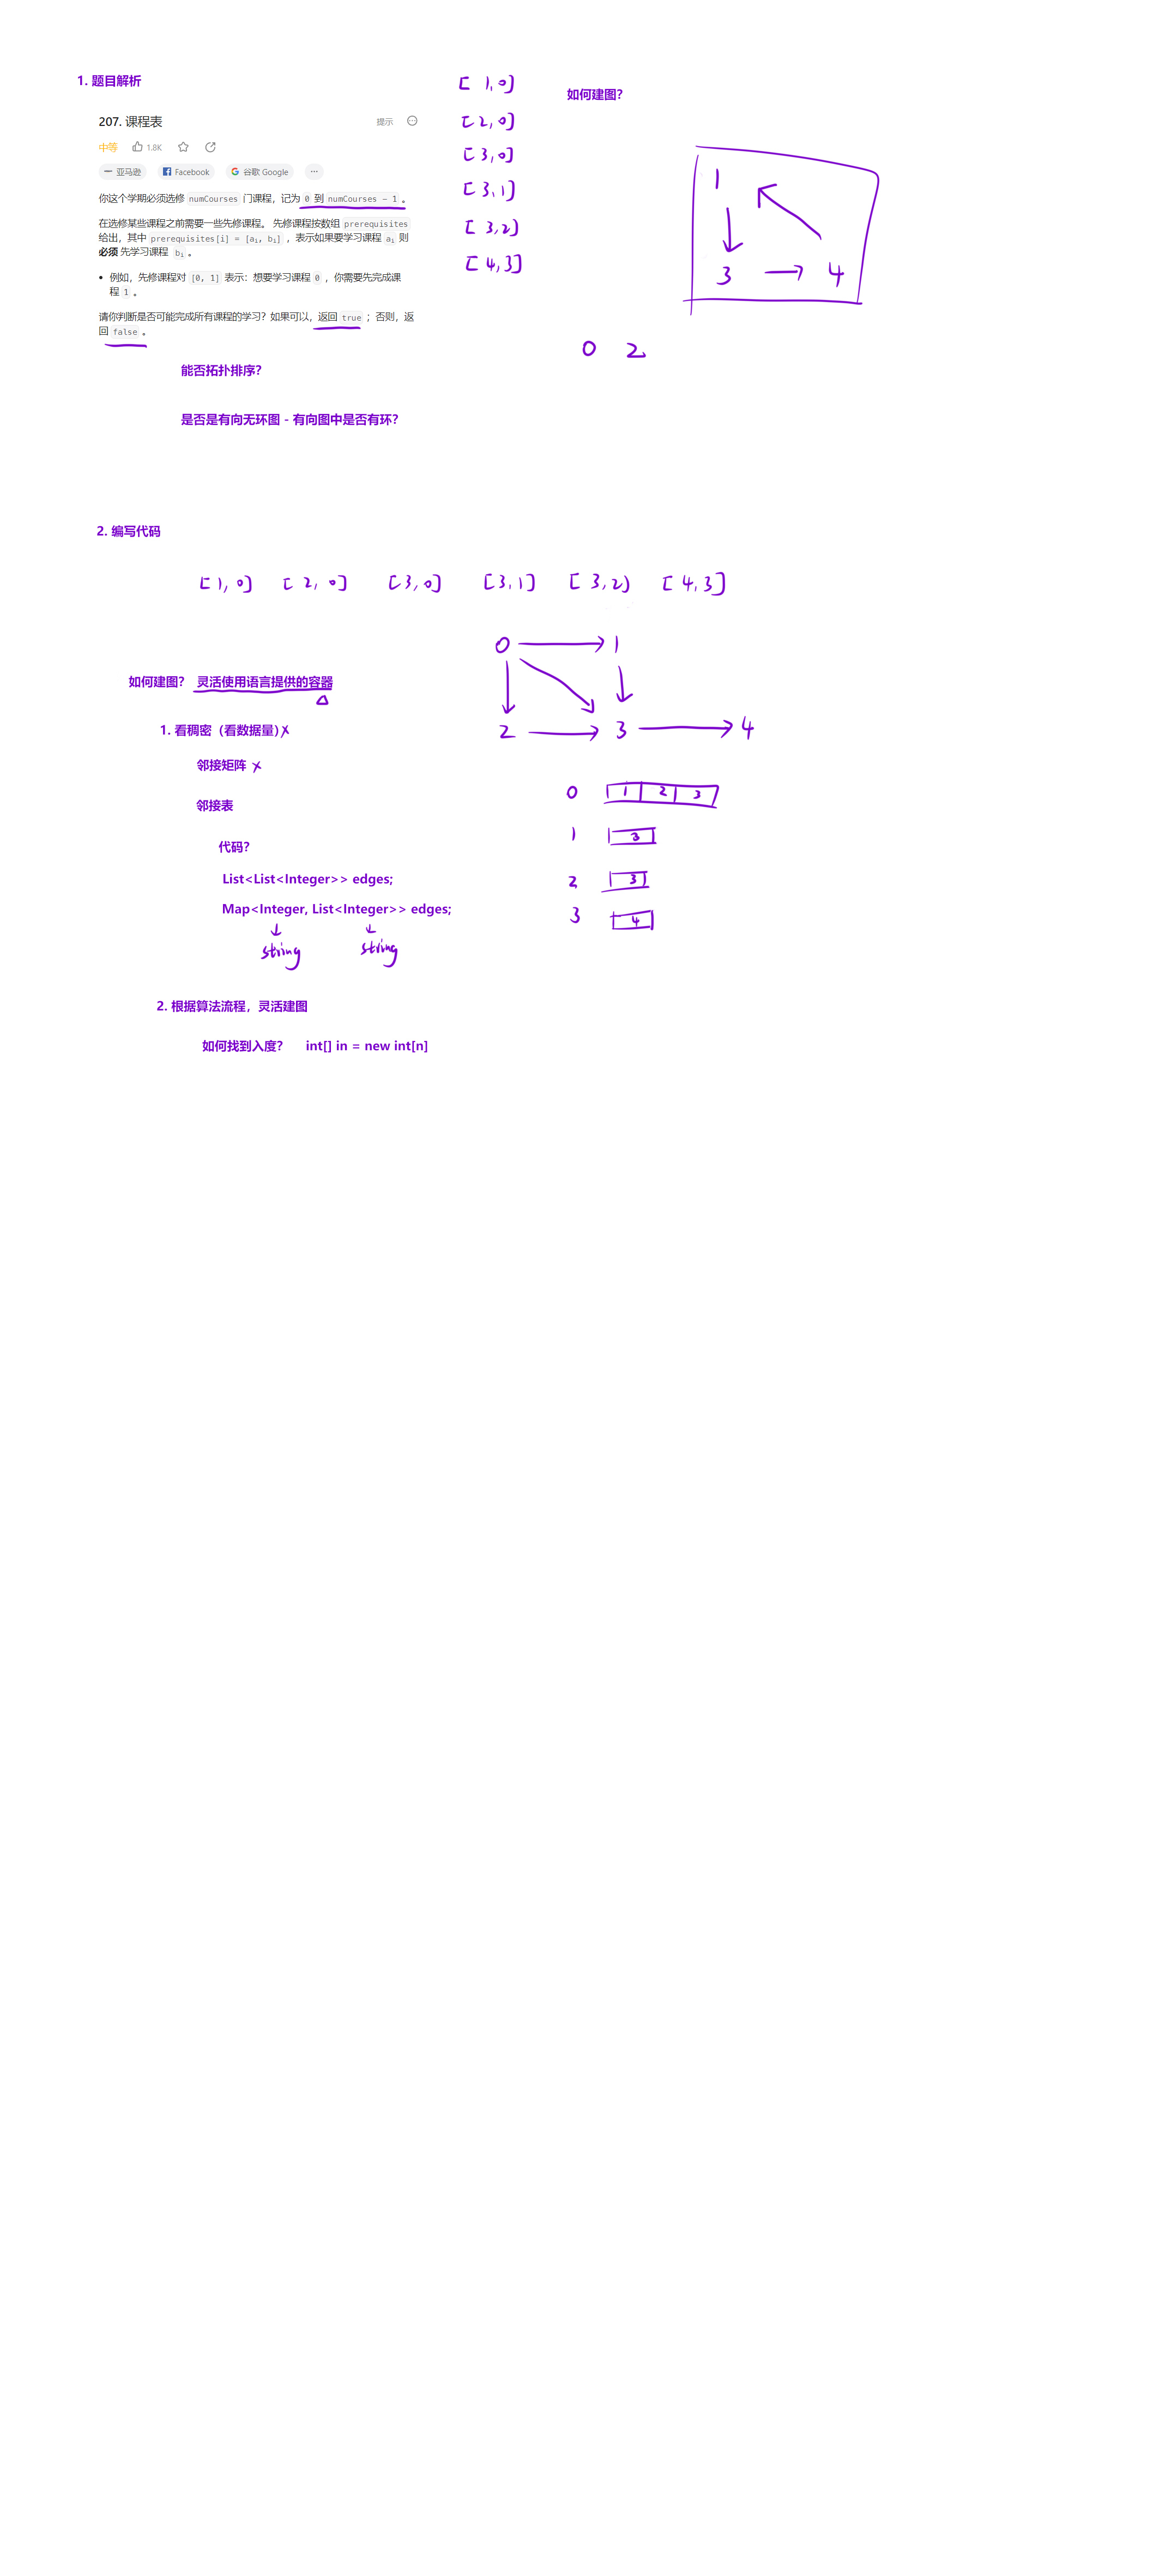 1. 题目解析
207. 课程表
提示
中等 1.8K
亚马逊 Facebook 谷歌 Google ···
你这个学期必须选修 numCourses 门课程，记为 0 到 numCourses - 1 。
在选修某些课程之前需要一些先修课程。 先修课程按数组 prerequisites
给出，其中 prerequisites[i] = [ai, bi] ，表示如果要学习课程 ai 则
必须 先学习课程 bi 。
• 例如，先修课程对 [0, 1] 表示：想要学习课程 0 ，你需要先完成课
程 1 。
请你判断是否可能完成所有课程的学习？如果可以，返回 true ；否则，返
回 false 。
能否拓扑排序？
是否是有向无环图 - 有向图中是否有环？
[ 1,0]
[ 2,0]
[ 3,0]
[ 3,1]
[ 3,2]
[ 4,3]
如何建图？
1
3 4
0 2
2. 编写代码
[ 1,0] [ 2,0] [ 3,0] [ 3,1] [ 3,2] [ 4,3]
0 1
2 3 4
如何建图？ 灵活使用语言提供的容器
1. 看稠密（看数据量）
邻接矩阵
邻接表
代码？
List<List<Integer>> edges;
Map<Integer, List<Integer>> edges;
string string
0 1 2 3
1 3
2 3
3 4
2. 根据算法流程，灵活建图
如何找到入度？ int[] in = new int[n]